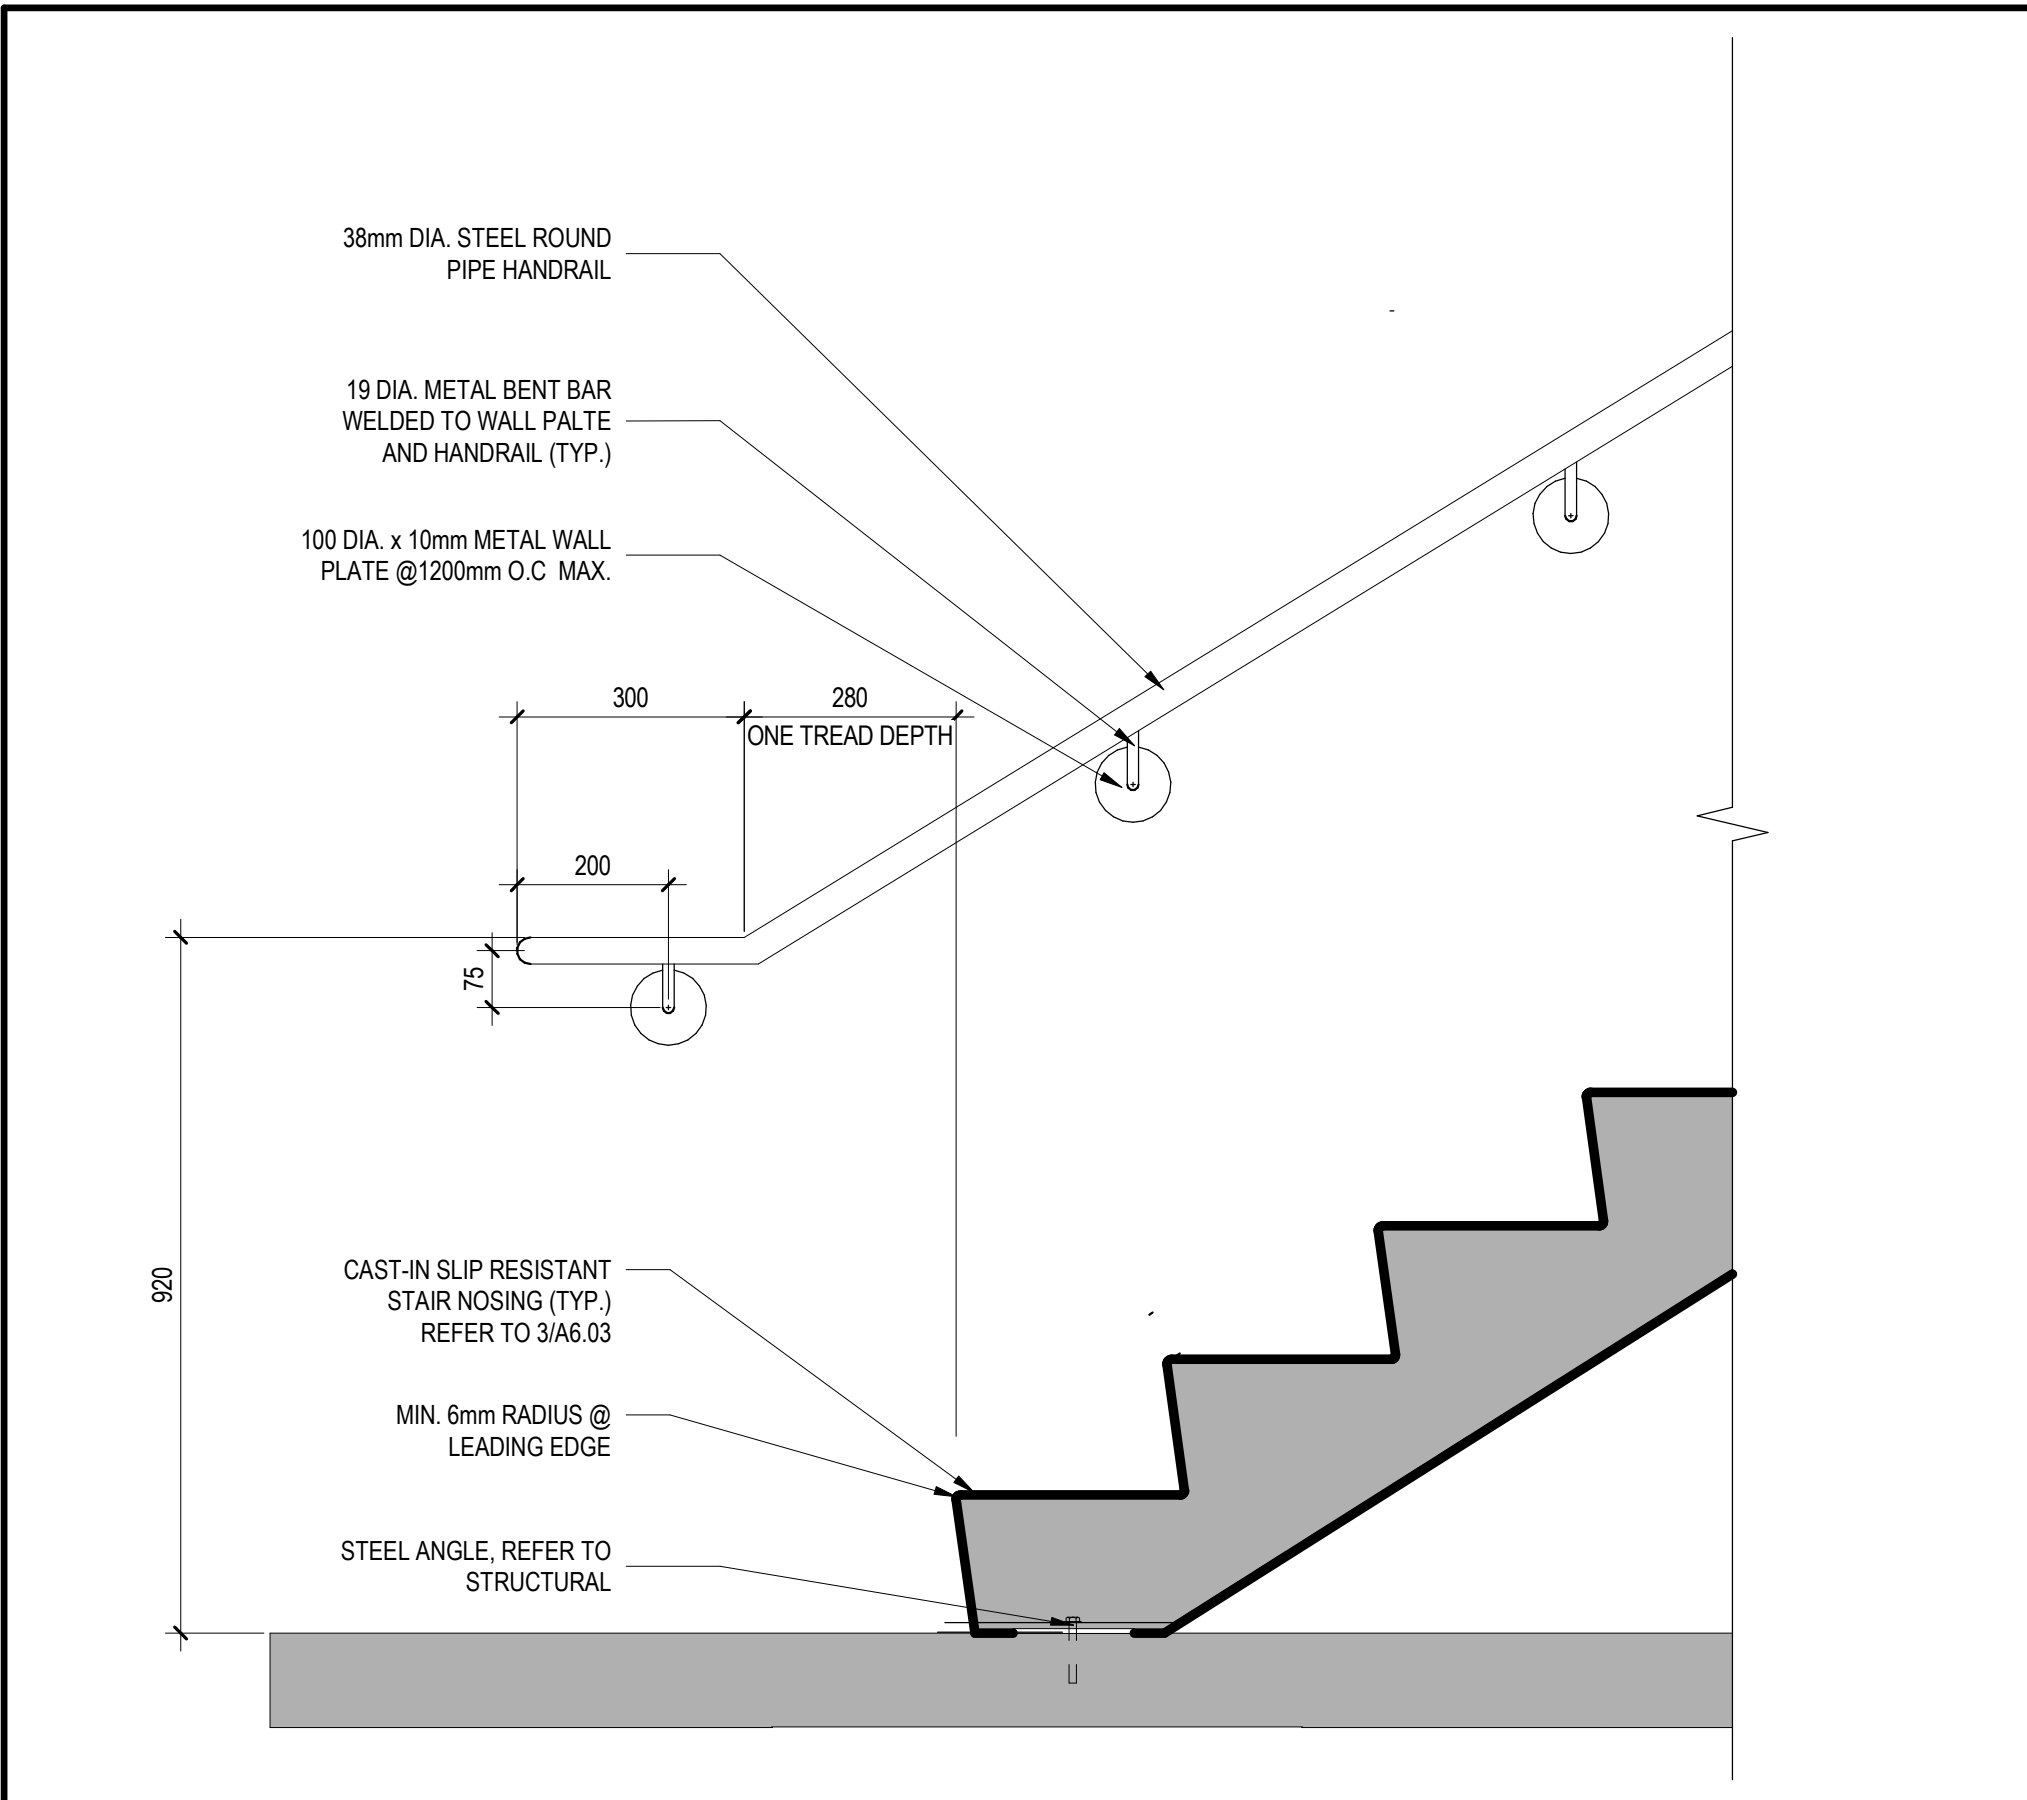 38mm DIA. STEEL ROUND
PIPE HANDRAIL
19 DIA. METAL BENT BAR
WELDED TO WALL PALTE
AND HANDRAIL (TYP.)
100 DIA. x 10mm METAL WALL
PLATE @1200mm O.C  MAX.
300
280
ONE TREAD DEPTH
200
75
920
CAST-IN SLIP RESISTANT
STAIR NOSING (TYP.)
REFER TO 3/A6.03
MIN. 6mm RADIUS @
LEADING EDGE
STEEL ANGLE, REFER TO
STRUCTURAL